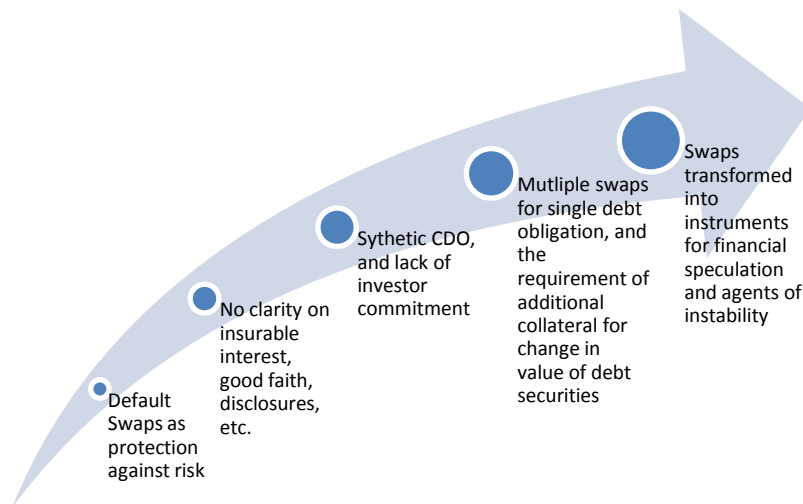 Default
Swaps as
protection
against risk
No clarity on
insurable
interest,
good faith,
disclosures,
etc.
Sythetic CDO,
and lack of
investor
commitment
Mutliple swaps
for single debt
obligation, and
the
requirement of
additional
collateral for
change in
value of debt
securities
Swaps
transformed
into
instruments
for financial
speculation
and agents of
instability